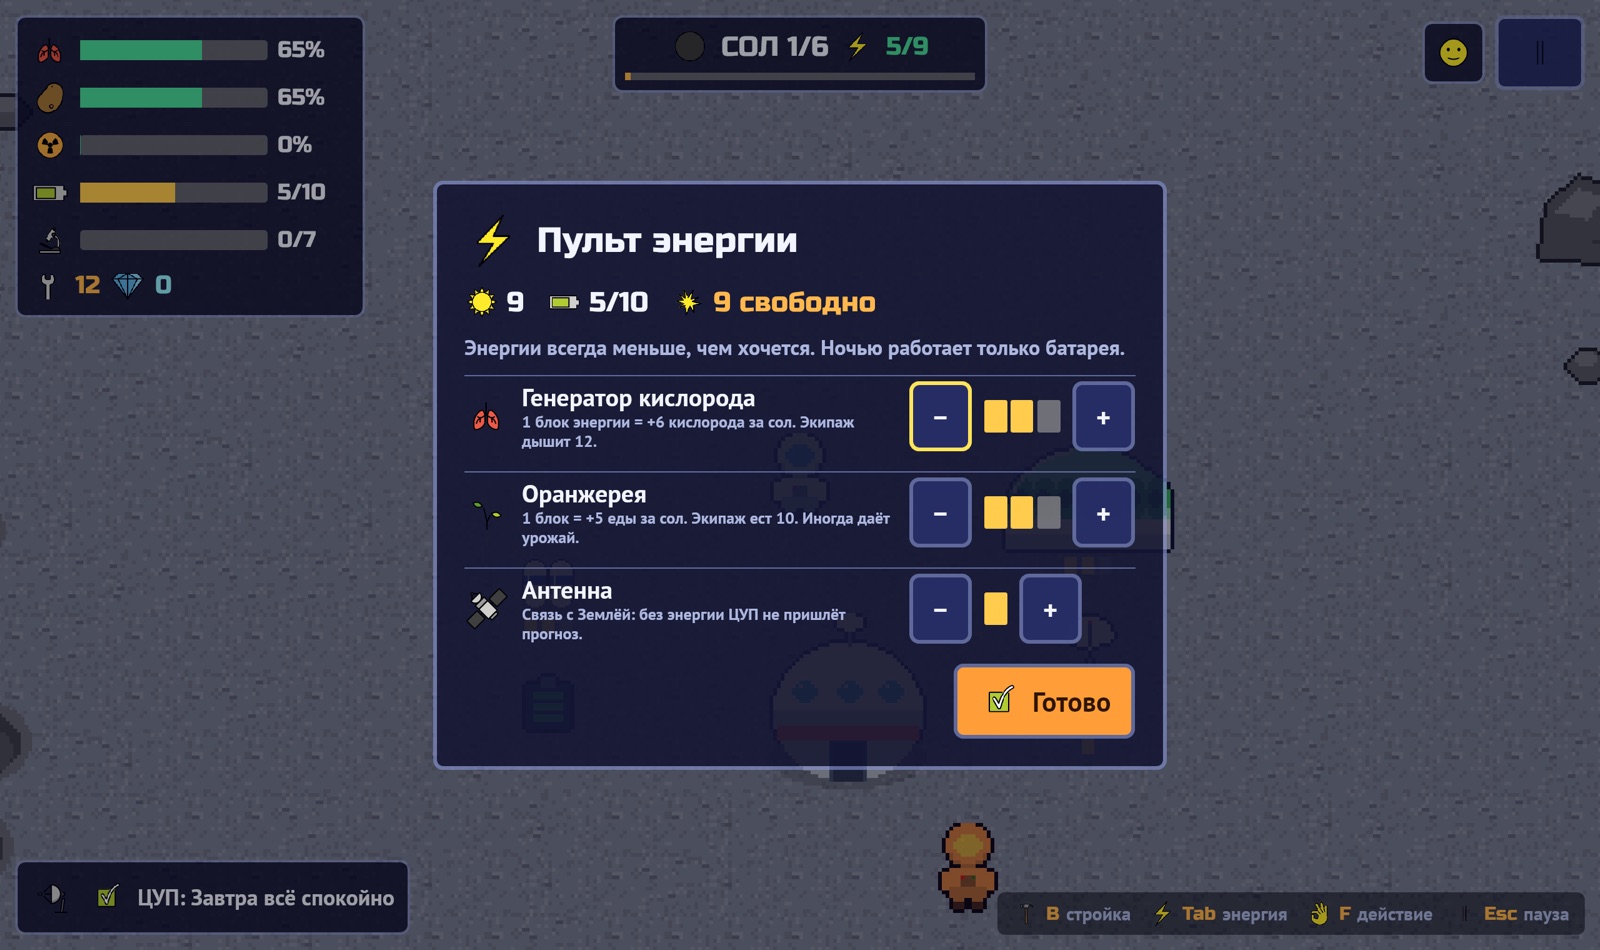 65%
65%
0%
5/10
0/7
12 0
СОЛ 1/6 5/9
Пульт энергии
9 5/10 9 свободно
Энергии всегда меньше, чем хочется. Ночью работает только батарея.
Генератор кислорода
1 блок энергии = +6 кислорода за сол. Экипаж
дышит 12.
− +
Оранжерея
1 блок = +5 еды за сол. Экипаж ест 10. Иногда даёт
урожай.
− +
Антенна
Связь с Землёй: без энергии ЦУП не пришлёт
прогноз.
− +
Готово
ЦУП: Завтра всё спокойно
B стройка Tab энергия F действие Esc пауза